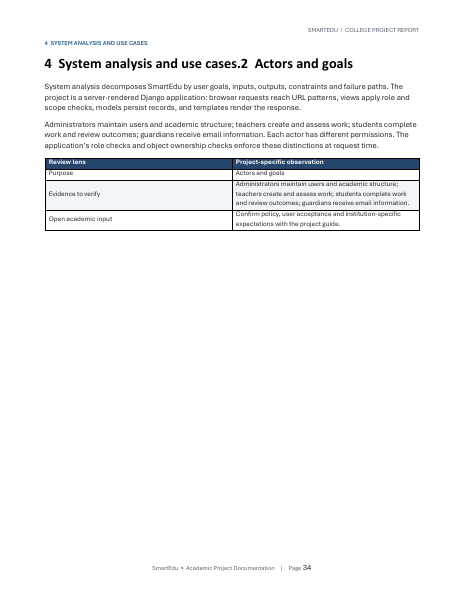 SMARTEDU / COLLEGE PROJECT REPORT
4 SYSTEM ANALYSIS AND USE CASES
4 System analysis and use cases.2 Actors and goals
System analysis decomposes SmartEdu by user goals, inputs, outputs, constraints and failure paths. The
project is a server-rendered Django application: browser requests reach URL patterns, views apply role and
scope checks, models persist records, and templates render the response.
Administrators maintain users and academic structure; teachers create and assess work; students complete
work and review outcomes; guardians receive email information. Each actor has different permissions. The
application's role checks and object ownership checks enforce these distinctions at request time.
Review lens Project-specific observation
Purpose Actors and goals
Evidence to verify Administrators maintain users and academic structure;
teachers create and assess work; students complete work
and review outcomes; guardians receive email information.
Open academic input Confirm policy, user acceptance and institution-specific
expectations with the project guide.
SmartEdu • Academic Project Documentation | Page 34